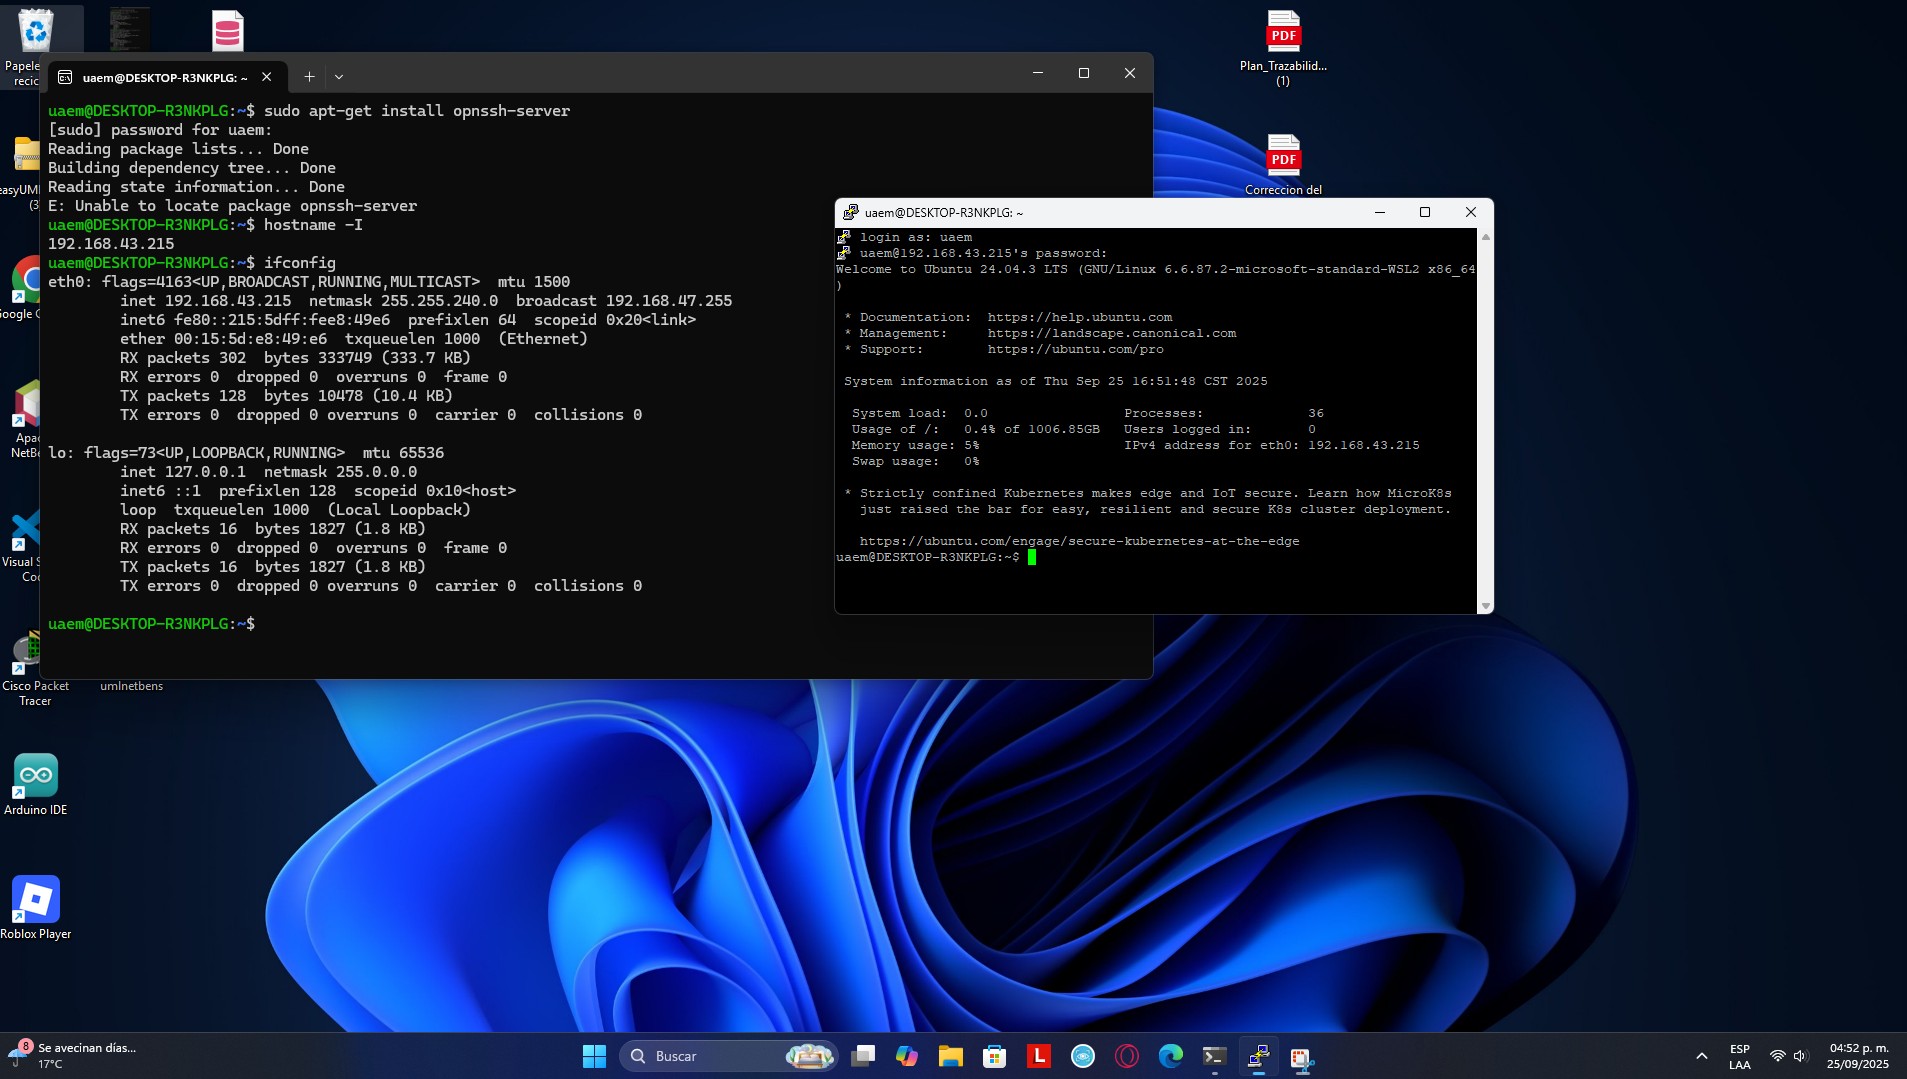 Papele
recic
easyUMI
(3
Google C
Apac
NetBe
Visual S
Coc
Cisco Packet
Tracer
umlnetbens
Arduino IDE
Roblox Player
PDF
Plan_Trazabilid...
(1)
PDF
Correccion del
uaem@DESKTOP-R3NKPLG: ~
uaem@DESKTOP-R3NKPLG:~$ sudo apt-get install opnssh-server
[sudo] password for uaem:
Reading package lists... Done
Building dependency tree... Done
Reading state information... Done
E: Unable to locate package opnssh-server
uaem@DESKTOP-R3NKPLG:~$ hostname -I
192.168.43.215
uaem@DESKTOP-R3NKPLG:~$ ifconfig
eth0: flags=4163<UP,BROADCAST,RUNNING,MULTICAST>  mtu 1500
        inet 192.168.43.215  netmask 255.255.240.0  broadcast 192.168.47.255
        inet6 fe80::215:5dff:fee8:49e6  prefixlen 64  scopeid 0x20<link>
        ether 00:15:5d:e8:49:e6  txqueuelen 1000  (Ethernet)
        RX packets 302  bytes 333749 (333.7 KB)
        RX errors 0  dropped 0  overruns 0  frame 0
        TX packets 128  bytes 10478 (10.4 KB)
        TX errors 0  dropped 0 overruns 0  carrier 0  collisions 0
lo: flags=73<UP,LOOPBACK,RUNNING>  mtu 65536
        inet 127.0.0.1  netmask 255.0.0.0
        inet6 ::1  prefixlen 128  scopeid 0x10<host>
        loop  txqueuelen 1000  (Local Loopback)
        RX packets 16  bytes 1827 (1.8 KB)
        RX errors 0  dropped 0  overruns 0  frame 0
        TX packets 16  bytes 1827 (1.8 KB)
        TX errors 0  dropped 0 overruns 0  carrier 0  collisions 0
uaem@DESKTOP-R3NKPLG:~$
uaem@DESKTOP-R3NKPLG: ~
login as: uaem
uaem@192.168.43.215's password:
Welcome to Ubuntu 24.04.3 LTS (GNU/Linux 6.6.87.2-microsoft-standard-WSL2 x86_64
)
 * Documentation:  https://help.ubuntu.com
 * Management:     https://landscape.canonical.com
 * Support:        https://ubuntu.com/pro
 System information as of Thu Sep 25 16:51:48 CST 2025
  System load:  0.0                Processes:             36
  Usage of /:   0.4% of 1006.85GB   Users logged in:       0
  Memory usage: 5%                 IPv4 address for eth0: 192.168.43.215
  Swap usage:   0%
 * Strictly confined Kubernetes makes edge and IoT secure. Learn how MicroK8s
   just raised the bar for easy, resilient and secure K8s cluster deployment.
   https://ubuntu.com/engage/secure-kubernetes-at-the-edge
uaem@DESKTOP-R3NKPLG:~$
8
Se avecinan días...
17°C
Buscar
L
ESP
LAA
04:52 p. m.
25/09/2025